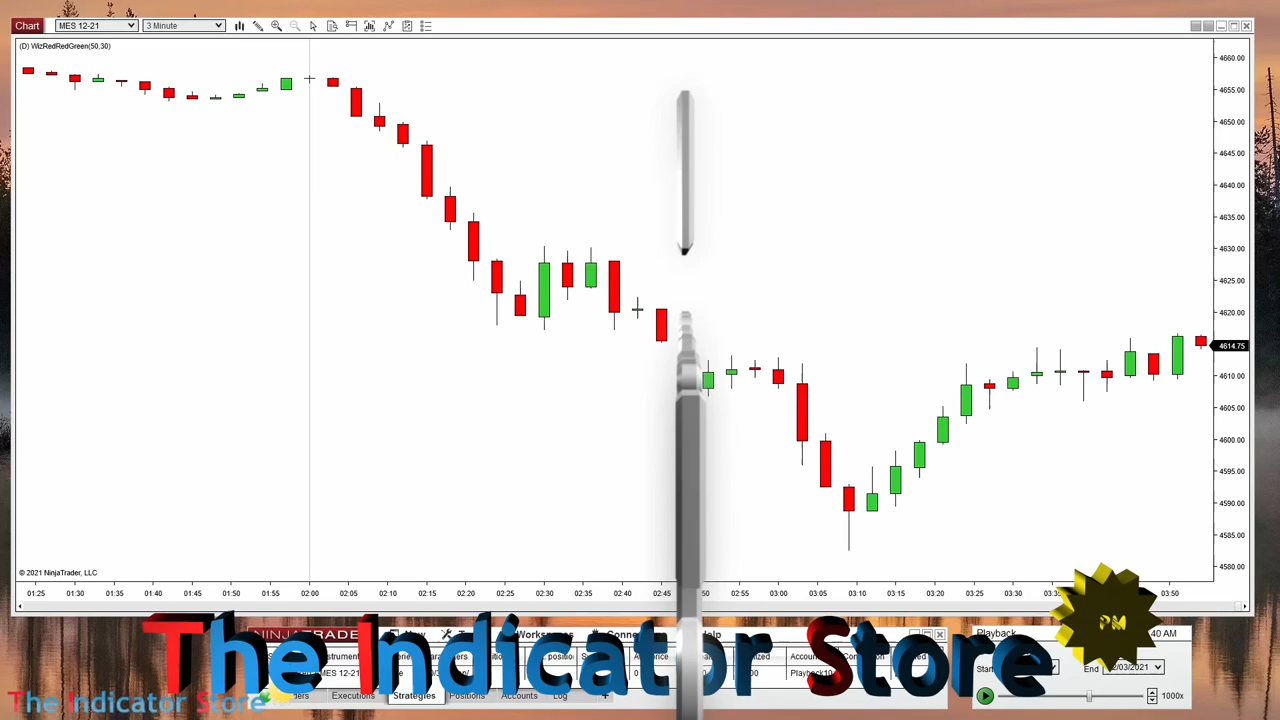 Chart
MES 12-21
3 Minute
(D) WizRedRedGreen(50,30)
4660.00
4655.00
4650.00
4645.00
4640.00
4635.00
4630.00
4625.00
4620.00
4614.75
4610.00
4605.00
4600.00
4595.00
4590.00
4585.00
4580.00
© 2021 NinjaTrader, LLC
01:25 01:30 01:35 01:40 01:45 01:50 01:55 02:00 02:05 02:10 02:15 02:20 02:25 02:30 02:35 02:40 02:45 02:55 03:00 03:05 03:10 03:15 03:20 03:25 03:30 03:50
PM
The Indicator Store
Playback
40 AM
Start
End
1000x
Executions Strategies Positions Accounts Log +
The Indicator Store